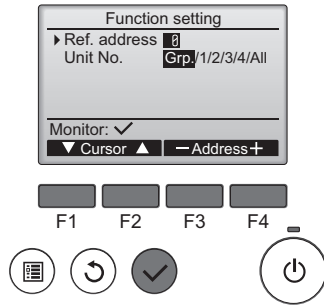 Function setting
Ref. address 0
Unit No. Grp./1/2/3/4/All
Monitor: ✓
▼ Cursor ▲ −Address+
F1 F2 F3 F4